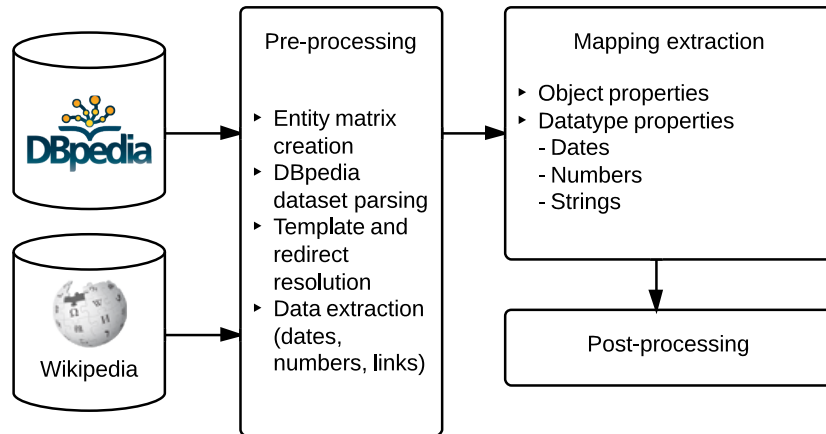 DBpedia
Wikipedia
Pre-processing
‣ Entity matrix
creation
‣ DBpedia
dataset parsing
‣ Template and
redirect
resolution
‣ Data extraction
(dates,
numbers, links)
Mapping extraction
‣ Object properties
‣ Datatype properties
- Dates
- Numbers
- Strings
Post-processing